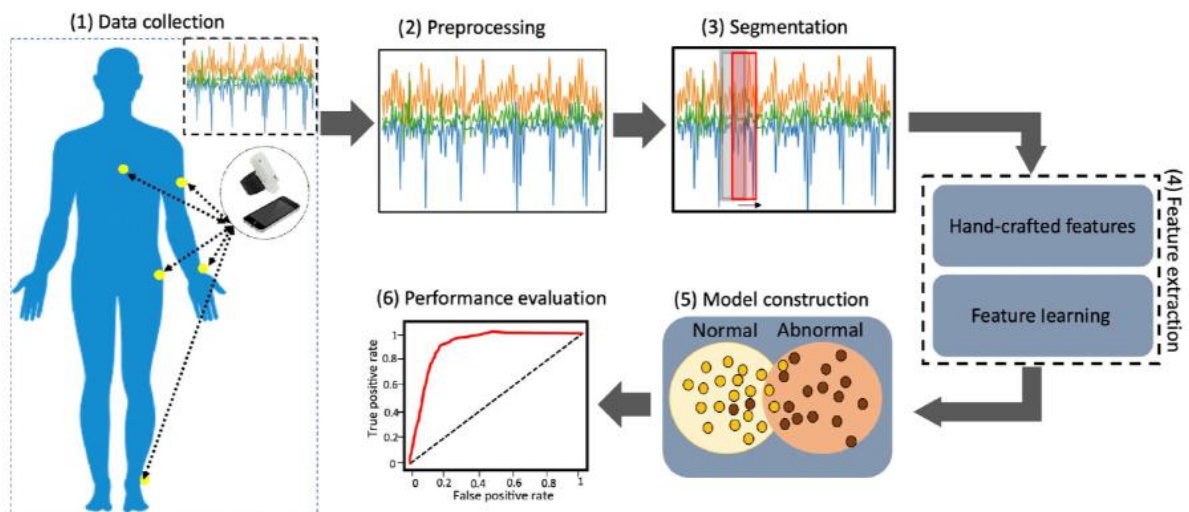 (1) Data collection
(2) Preprocessing
(3) Segmentation
(4) Feature extraction
Hand-crafted features
Feature learning
(5) Model construction
Normal Abnormal
(6) Performance evaluation
True positive rate
1
0.8
0.6
0.4
0.2
0
0 0.2 0.4 0.6 0.8 1
False positive rate